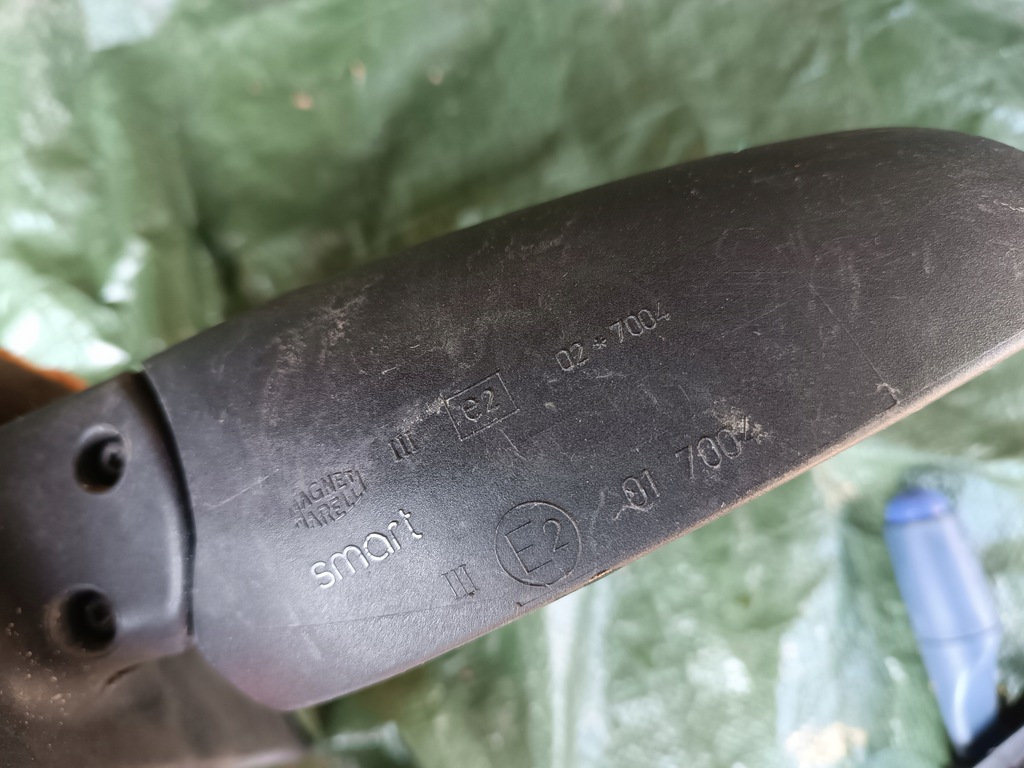 III e2 02 * 7004
MAGNETI
MARELLI
smart
III E2 01 7004